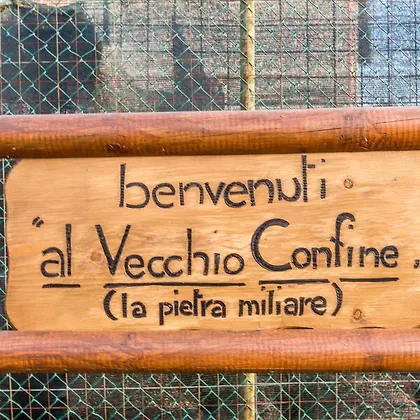 benvenuti
"al Vecchio Confine"
(la pietra miliare)